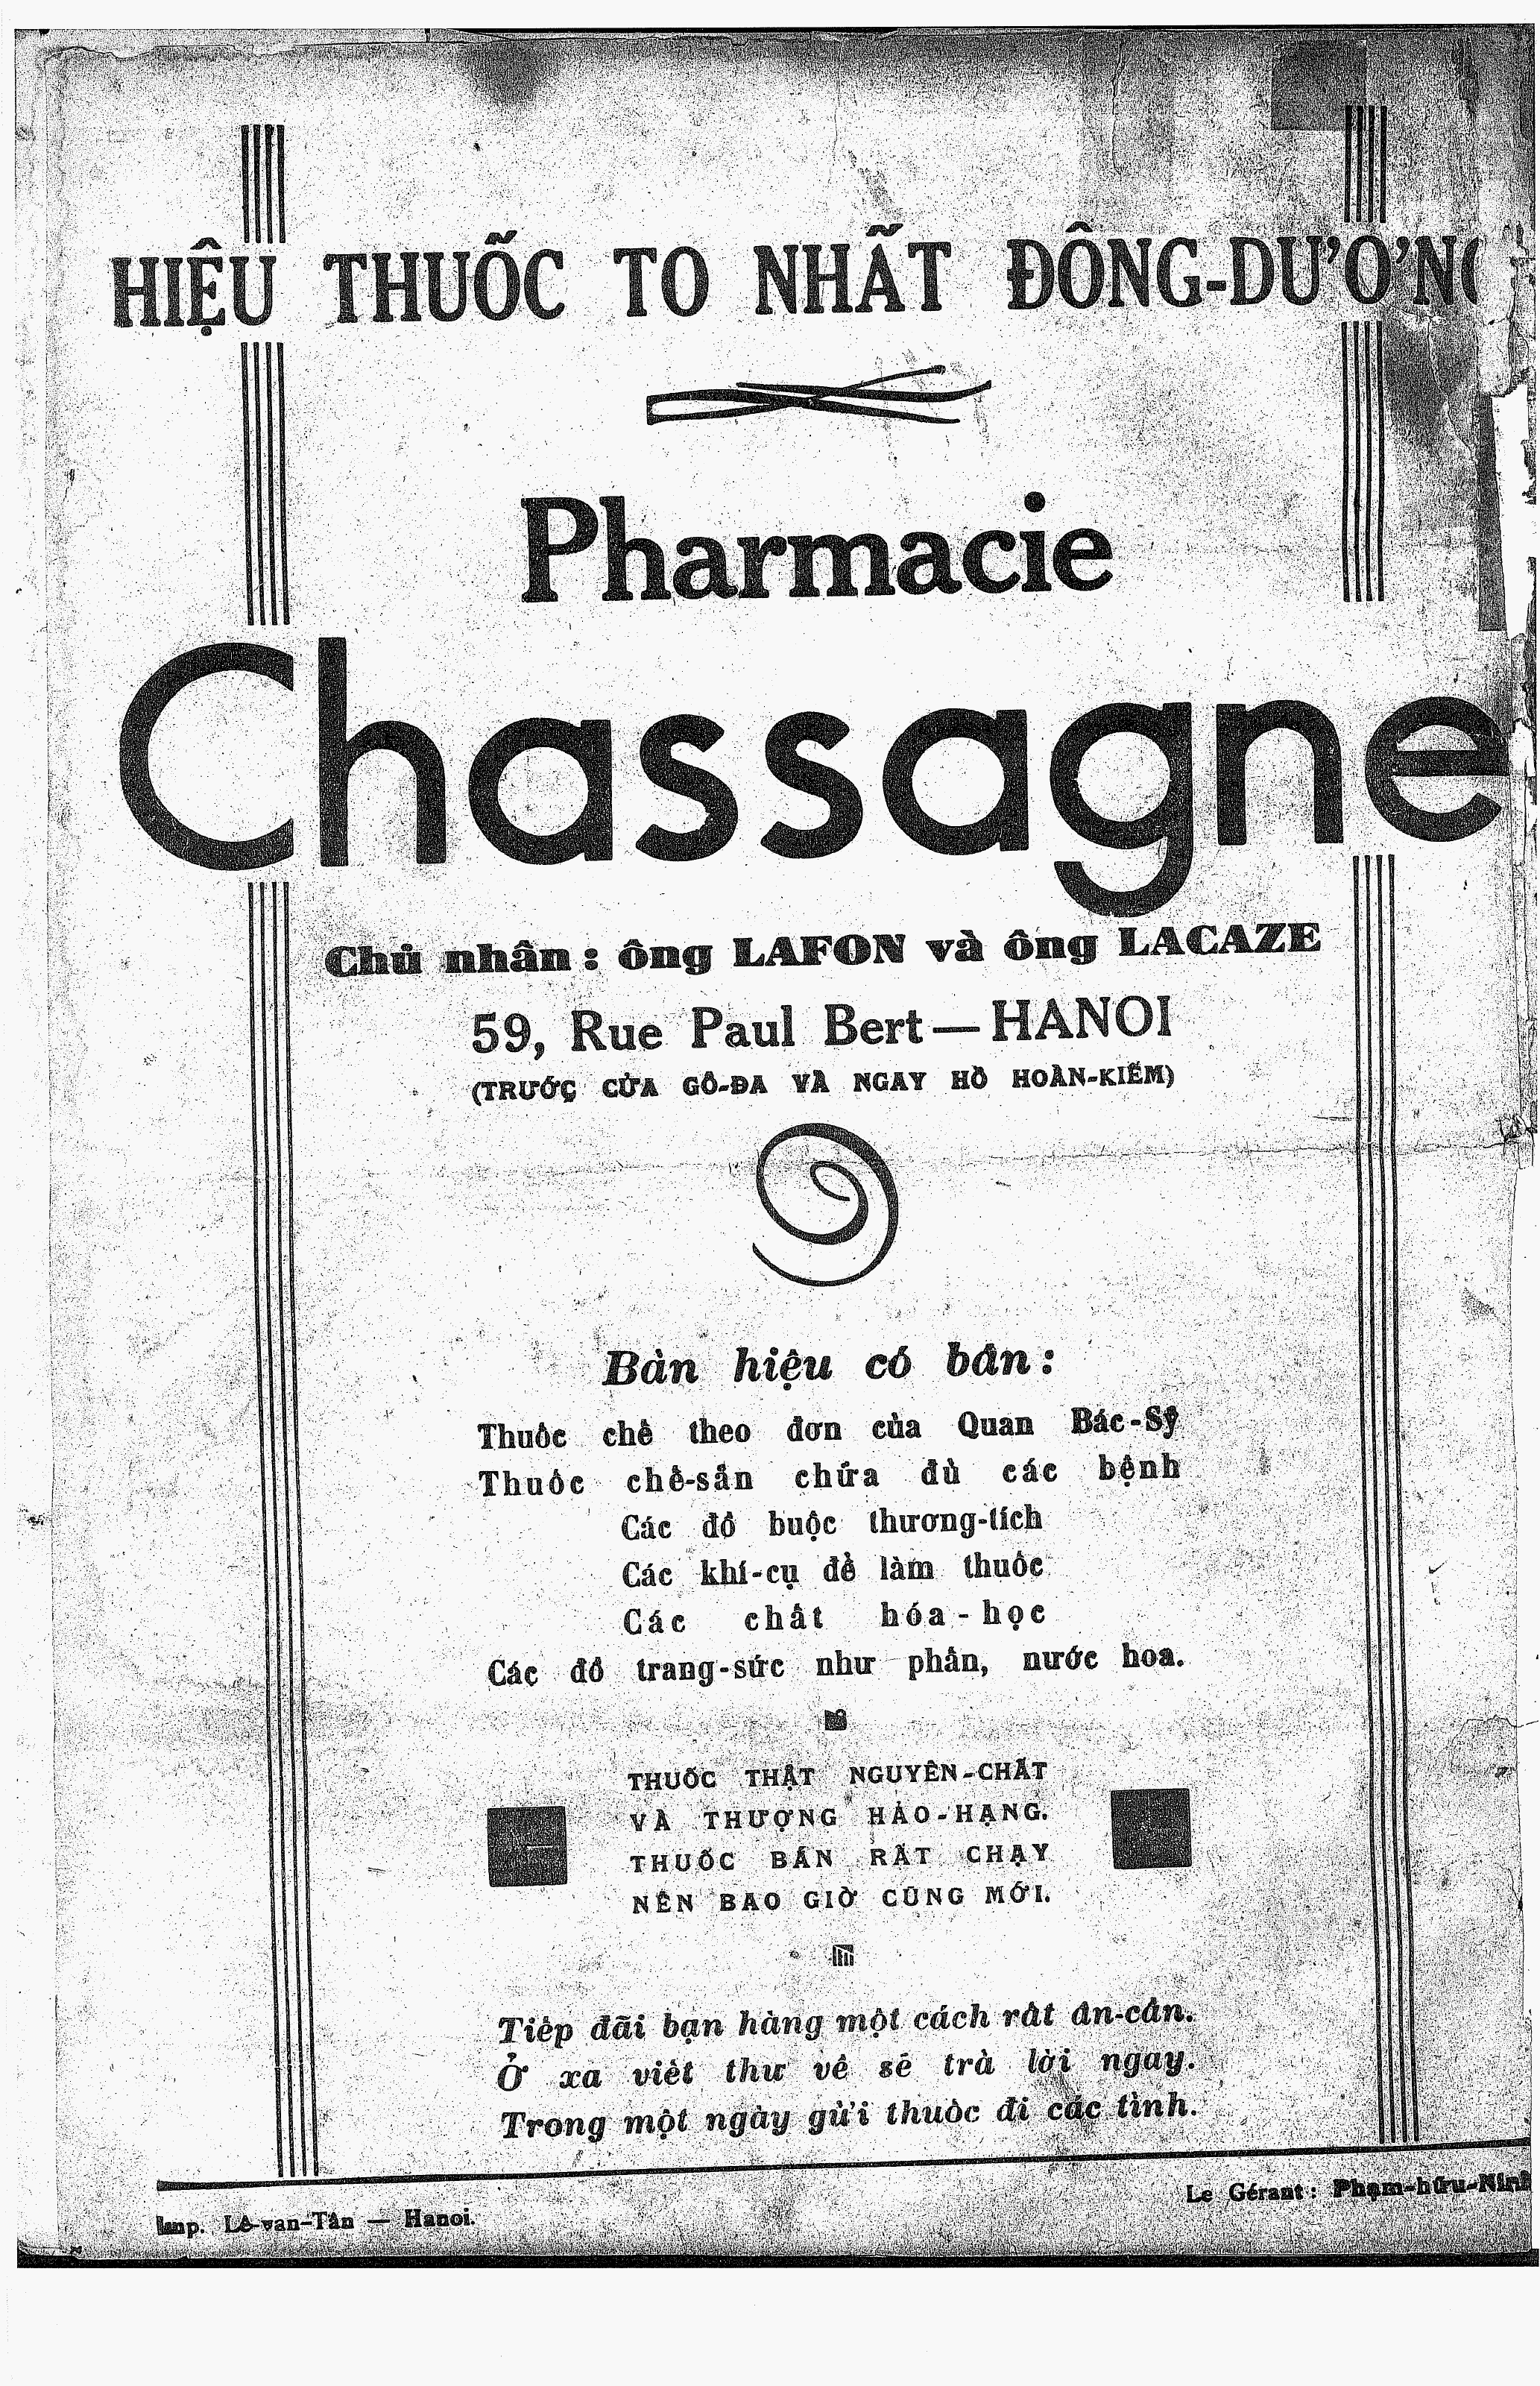 HIỆU THUỐC TO NHẤT ĐÔNG-DƯƠNG
Pharmacie
Chassagne
Chủ nhân : ông LAFON và ông LACAZE
59, Rue Paul Bert — HANOI
(TRƯỚC CỬA GÔ-ĐA VÀ NGAY HỒ HOÀN-KIẾM)
Bản hiệu có bán :
Thuốc chế theo đơn của Quan Bác-Sỹ
Thuốc chế-sẵn chứa đủ các bệnh
Các đồ buộc thương-tích
Các khí-cụ để làm thuốc
Các chất hóa-học
Các đồ trang-sức như phấn, nước hoa.
THUỐC THẬT NGUYÊN-CHẤT
VÀ THƯỢNG HẢO-HẠNG.
THUỐC BÁN RẤT CHẠY
NÊN BAO GIỜ CŨNG MỚI.
Tiếp đãi bạn hàng một cách rất ân-cần.
Ở xa viết thư về sẽ trả lời ngay.
Trong một ngày gửi thuốc đi các tỉnh.
Imp. Lê-van-Tân — Hanoi.
Le Gérant : Phạm-hữu-Ninh